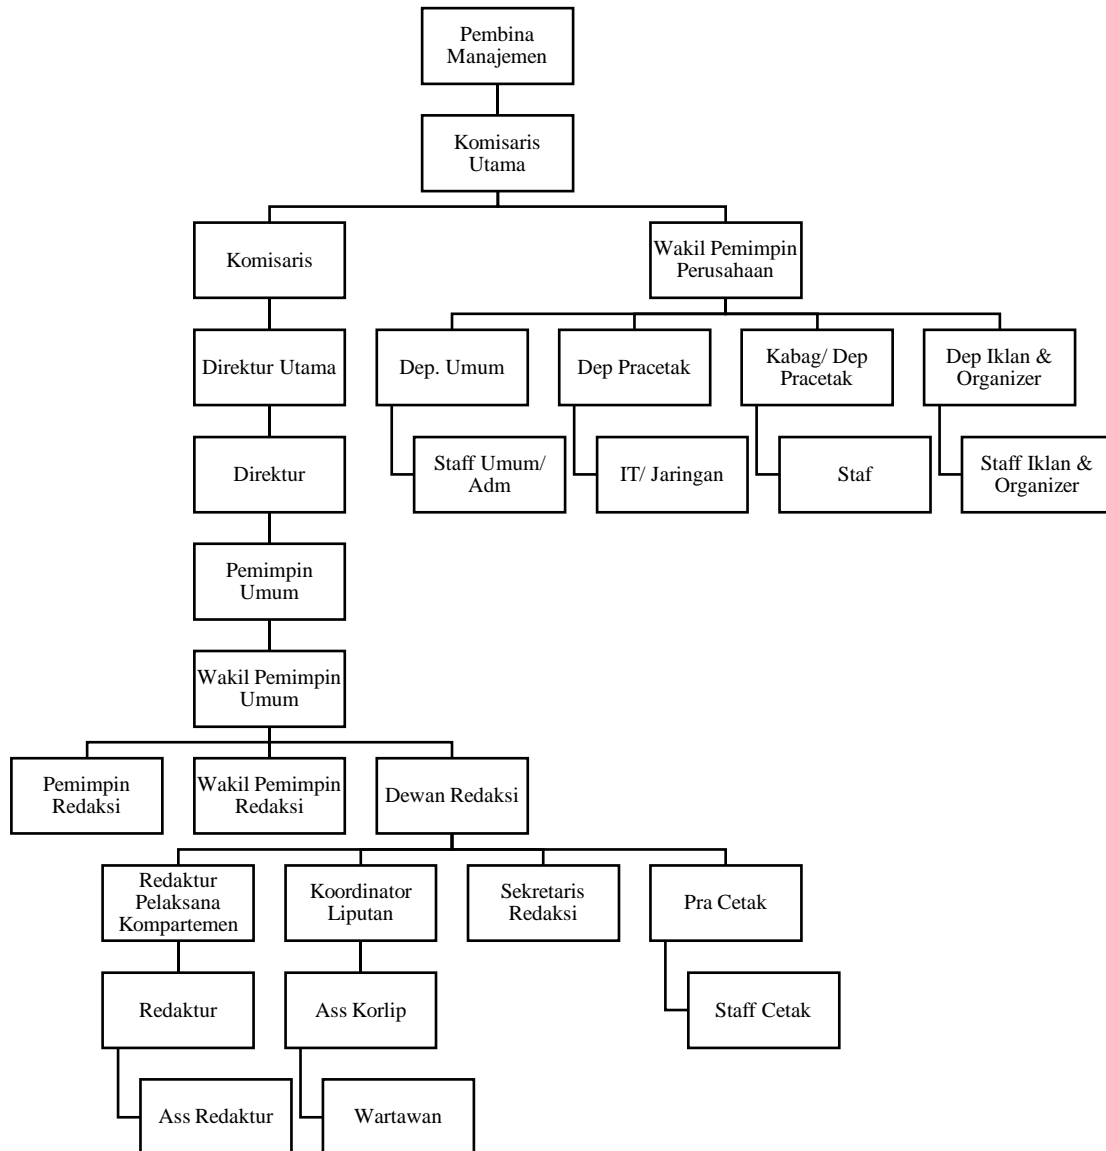 Pembina
Manajemen
Komisaris
Utama
Komisaris
Wakil Pemimpin
Perusahaan
Direktur Utama
Dep. Umum
Dep Pracetak
Kabag/ Dep
Pracetak
Dep Iklan &
Organizer
Direktur
Staff Umum/
Adm
IT/ Jaringan
Staf
Staff Iklan &
Organizer
Pemimpin
Umum
Wakil Pemimpin
Umum
Pemimpin
Redaksi
Wakil Pemimpin
Redaksi
Dewan Redaksi
Redaktur
Pelaksana
Kompartemen
Koordinator
Liputan
Sekretaris
Redaksi
Pra Cetak
Redaktur
Ass Korlip
Staff Cetak
Ass Redaktur
Wartawan